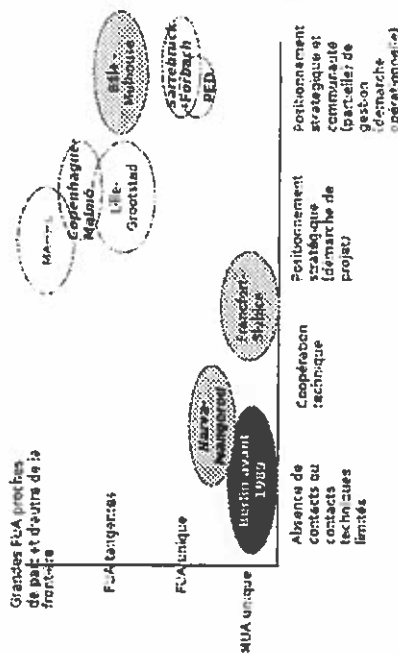 Grandes FUA proches
de part et d'autre de la
frontière
FUA tangentes
FUA unique
MUA unique
Copenhague-
Malmö
Lille-
Grootstad
Bâle-
Mulhouse
Sarrebruck-
Forbach
PED
Francfort-
Slubice
Narva-
Berlin avant
1989
Absence de
contacts ou
contacts
techniques
limités
Coopération
technique
Positionnement
stratégique
(démarche de
projet)
Positionnement
stratégique et
communauté
(partielle) de
gestion
(démarche
opérationnelle)